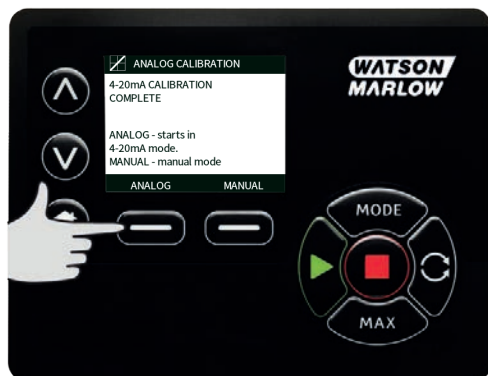 ANALOG CALIBRATION
4-20mA CALIBRATION
COMPLETE
ANALOG - starts in
4-20mA mode.
MANUAL - manual mode
ANALOG MANUAL
WATSON
MARLOW
MODE
MAX